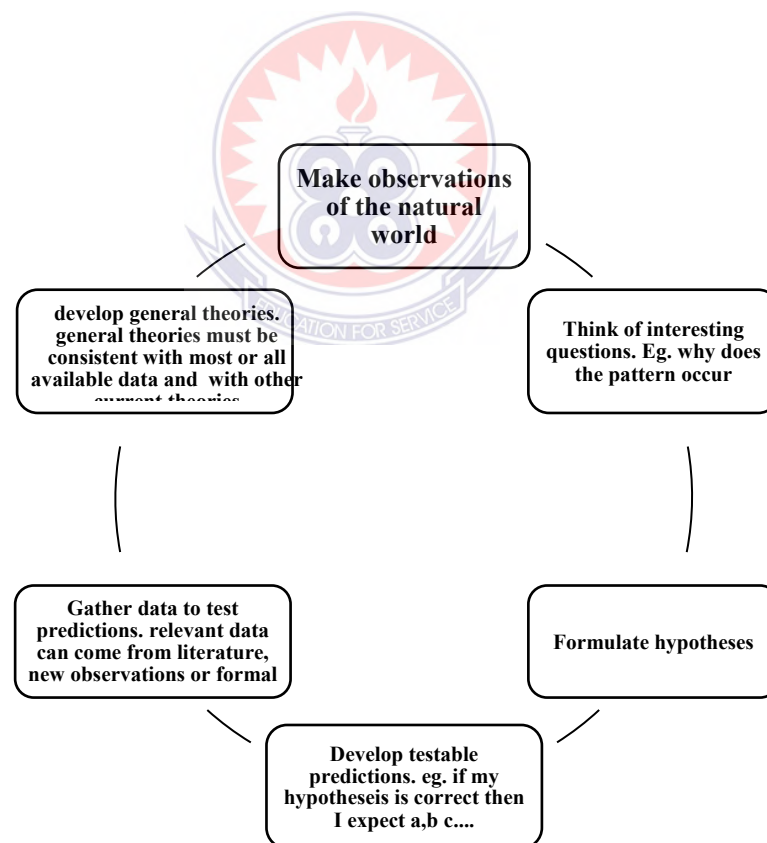 Make observations
of the natural
world
Think of interesting
questions. Eg. why does
the pattern occur
Formulate hypotheses
Develop testable
predictions. eg. if my
hypotheseis is correct then
I expect a,b c....
Gather data to test
predictions. relevant data
can come from literature,
new observations or formal
develop general theories.
general theories must be
consistent with most or all
available data and with other
current theories
EDUCATION FOR SERVICE